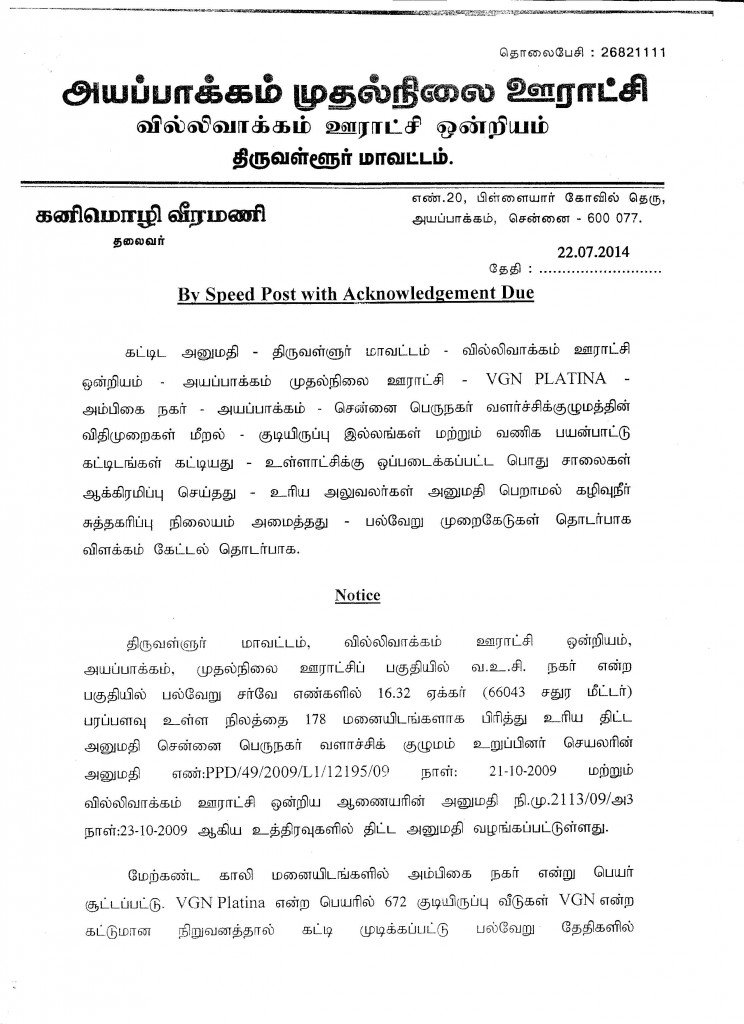 தொலைபேசி : 26821111
அயப்பாக்கம் முதல்நிலை ஊராட்சி
வில்லிவாக்கம் ஊராட்சி ஒன்றியம்
திருவள்ளூர் மாவட்டம்.
கனிமொழி வீரமணி
தலைவர்
எண்.20, பிள்ளையார் கோவில் தெரு,
அயப்பாக்கம், சென்னை - 600 077.
22.07.2014
தேதி : ............................
By Speed Post with Acknowledgement Due
கட்டிட அனுமதி - திருவள்ளுர் மாவட்டம் - வில்லிவாக்கம் ஊராட்சி
ஒன்றியம் - அயப்பாக்கம் முதல்நிலை ஊராட்சி - VGN PLATINA -
அம்பிகை நகர் - அயப்பாக்கம் - சென்னை பெருநகர் வளர்ச்சிக்குழுமத்தின்
விதிமுறைகள் மீறல் - குடியிருப்பு இல்லங்கள் மற்றும் வணிக பயன்பாட்டு
கட்டிடங்கள் கட்டியது - உள்ளாட்சிக்கு ஒப்படைக்கப்பட்ட பொது சாலைகள்
ஆக்கிரமிப்பு செய்தது - உரிய அலுவலர்கள் அனுமதி பெறாமல் கழிவுநீர்
சுத்தகரிப்பு நிலையம் அமைத்தது - பல்வேறு முறைகேடுகள் தொடர்பாக
விளக்கம் கேட்டல் தொடர்பாக.
Notice
திருவள்ளுர் மாவட்டம், வில்லிவாக்கம் ஊராட்சி ஒன்றியம்,
அயப்பாக்கம், முதல்நிலை ஊராட்சிப் பகுதியில் வ.உ.சி. நகர் என்ற
பகுதியில் பல்வேறு சர்வே எண்களில் 16.32 ஏக்கர் (66043 சதுர மீட்டர்)
பரப்பளவு உள்ள நிலத்தை 178 மனையிடங்களாக பிரித்து உரிய திட்ட
அனுமதி சென்னை பெருநகர் வளாச்சிக் குழுமம் உறுப்பினர் செயலரின்
அனுமதி எண்:PPD/49/2009/L1/12195/09 நாள்: 21-10-2009 மற்றும்
வில்லிவாக்கம் ஊராட்சி ஒன்றிய ஆணையரின் அனுமதி நி.மு.2113/09/அ3
நாள்:23-10-2009 ஆகிய உத்திரவுகளில் திட்ட அனுமதி வழங்கப்பட்டுள்ளது.
மேற்கண்ட காலி மனையிடங்களில் அம்பிகை நகர் என்று பெயர்
சூட்டப்பட்டு. VGN Platina என்ற பெயரில் 672 குடியிருப்பு வீடுகள் VGN என்ற
கட்டுமான நிறுவனத்தால் கட்டி முடிக்கப்பட்டு பல்வேறு தேதிகளில்